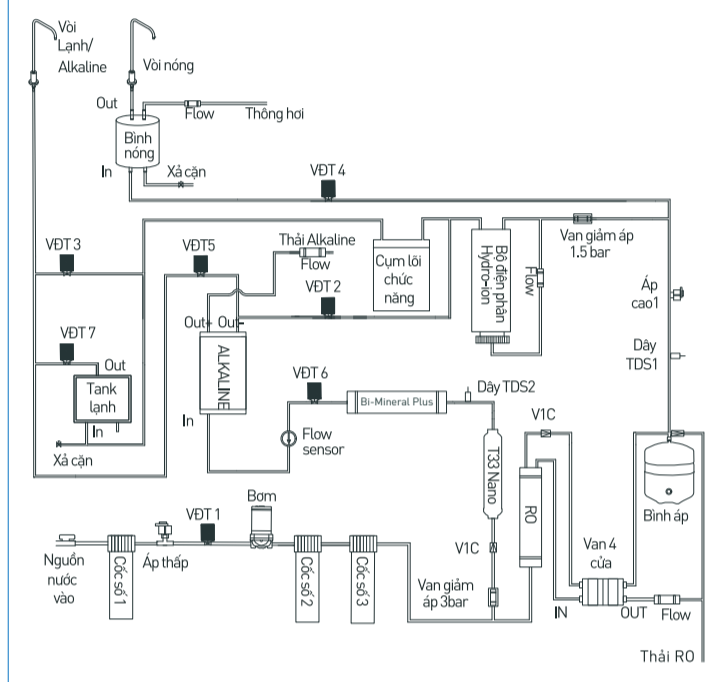 Vòi
Lạnh/
Alkaline
Vòi nóng
Out
Flow
Thông hơi
Bình
nóng
In
Xả cặn
VĐT 4
VĐT 3
VĐT5
Thải Alkaline
Flow
VĐT 2
Cụm lõi
chức
năng
Bộ điện phân
Hydro-ion
Flow
Van giảm áp
1.5 bar
Áp
cao1
Dây
TDS1
VĐT 7
Out
Tank
lạnh
In
Xả cặn
Out+ Out-
ALKALINE
In
VĐT 6
Flow
sensor
Bi-Mineral Plus
Dây TDS2
T33 Nano
V1C
RO
Bình áp
VĐT 1
Bơm
Nguồn
nước
vào
Cốc số 1
Áp thấp
Cốc số 2
Cốc số 3
V1C
Van giảm
áp 3bar
Van 4
cửa
IN
OUT
Flow
Thải RO